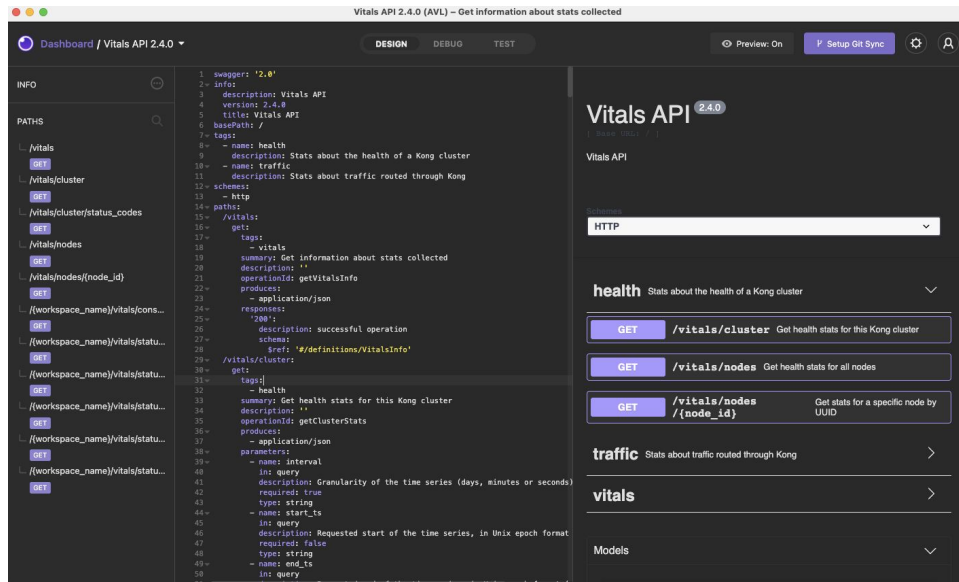 Vitals API 2.4.0 (AVL) – Get information about stats collected
Dashboard / Vitals API 2.4.0
DESIGN DEBUG TEST
Preview: On
Setup Git Sync
INFO
PATHS
/vitals
GET
/vitals/cluster
GET
/vitals/cluster/status_codes
GET
/vitals/nodes
GET
/vitals/nodes/{node_id}
GET
/{workspace_name}/vitals/cons...
GET
/{workspace_name}/vitals/statu...
GET
/{workspace_name}/vitals/statu...
GET
/{workspace_name}/vitals/statu...
GET
/{workspace_name}/vitals/statu...
GET
/{workspace_name}/vitals/statu...
GET
1 swagger: '2.0'
2 info:
3 description: Vitals API
4 version: 2.4.0
5 title: Vitals API
6 basePath: /
7 tags:
8 - name: health
9 description: Stats about the health of a Kong cluster
10 - name: traffic
11 description: Stats about traffic routed through Kong
12 schemes:
13 - http
14 paths:
15 /vitals:
16 get:
17 tags:
18 - vitals
19 summary: Get information about stats collected
20 description: ''
21 operationId: getVitalsInfo
22 produces:
23 - application/json
24 responses:
25 '200':
26 description: successful operation
27 schema:
28 $ref: '#/definitions/VitalsInfo'
29 /vitals/cluster:
30 get:
31 tags:
32 - health
33 summary: Get health stats for this Kong cluster
34 description: ''
35 operationId: getClusterStats
36 produces:
37 - application/json
38 parameters:
39 - name: interval
40 in: query
41 description: Granularity of the time series (days, minutes or seconds)
42 required: true
43 type: string
44 - name: start_ts
45 in: query
46 description: Requested start of the time series, in Unix epoch format
47 required: false
48 type: string
49 - name: end_ts
50 in: query
Vitals API 2.4.0
[ Base URL: / ]
Vitals API
Schemes
HTTP
health Stats about the health of a Kong cluster
GET /vitals/cluster Get health stats for this Kong cluster
GET /vitals/nodes Get health stats for all nodes
GET /vitals/nodes/{node_id} Get stats for a specific node by UUID
traffic Stats about traffic routed through Kong
vitals
Models